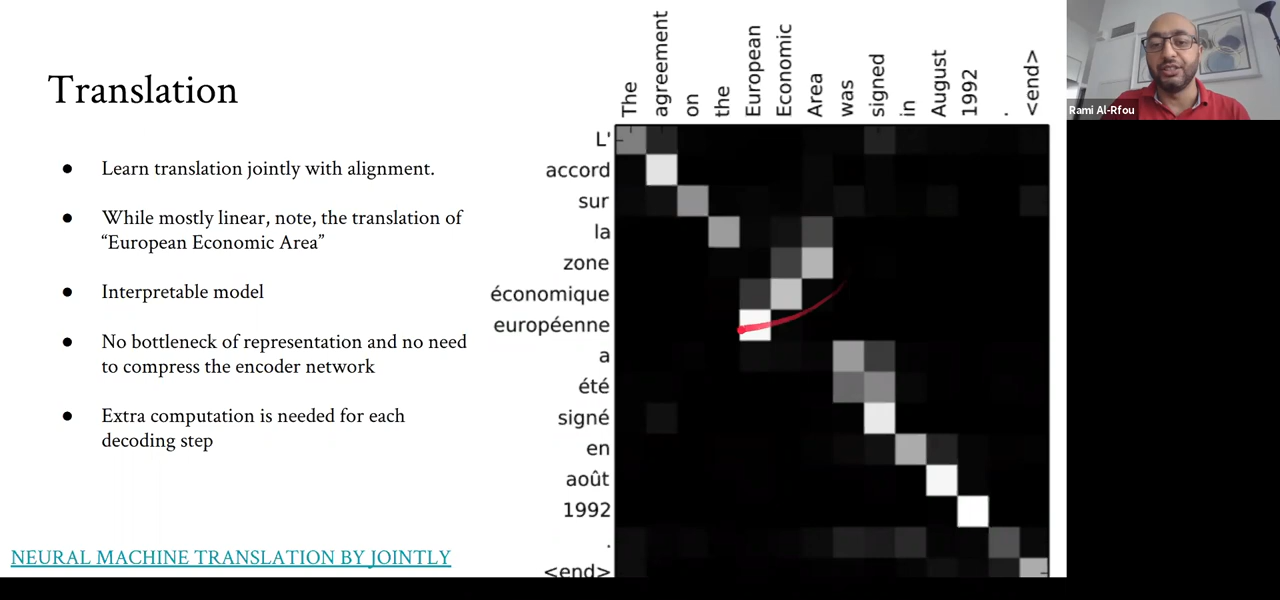 Translation
● Learn translation jointly with alignment.
● While mostly linear, note, the translation of
“European Economic Area”
● Interpretable model
● No bottleneck of representation and no need
to compress the encoder network
● Extra computation is needed for each
decoding step
NEURAL MACHINE TRANSLATION BY JOINTLY
The agreement on the European Economic Area was signed in August 1992 . <end>
L'
accord
sur
la
zone
économique
européenne
a
été
signé
en
août
1992
.
<end>
Rami Al-Rfou